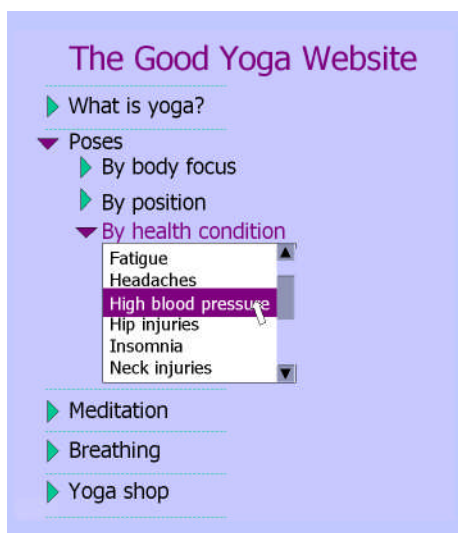 The Good Yoga Website
What is yoga?
Poses
By body focus
By position
By health condition
Fatigue
Headaches
High blood pressure
Hip injuries
Insomnia
Neck injuries
Meditation
Breathing
Yoga shop